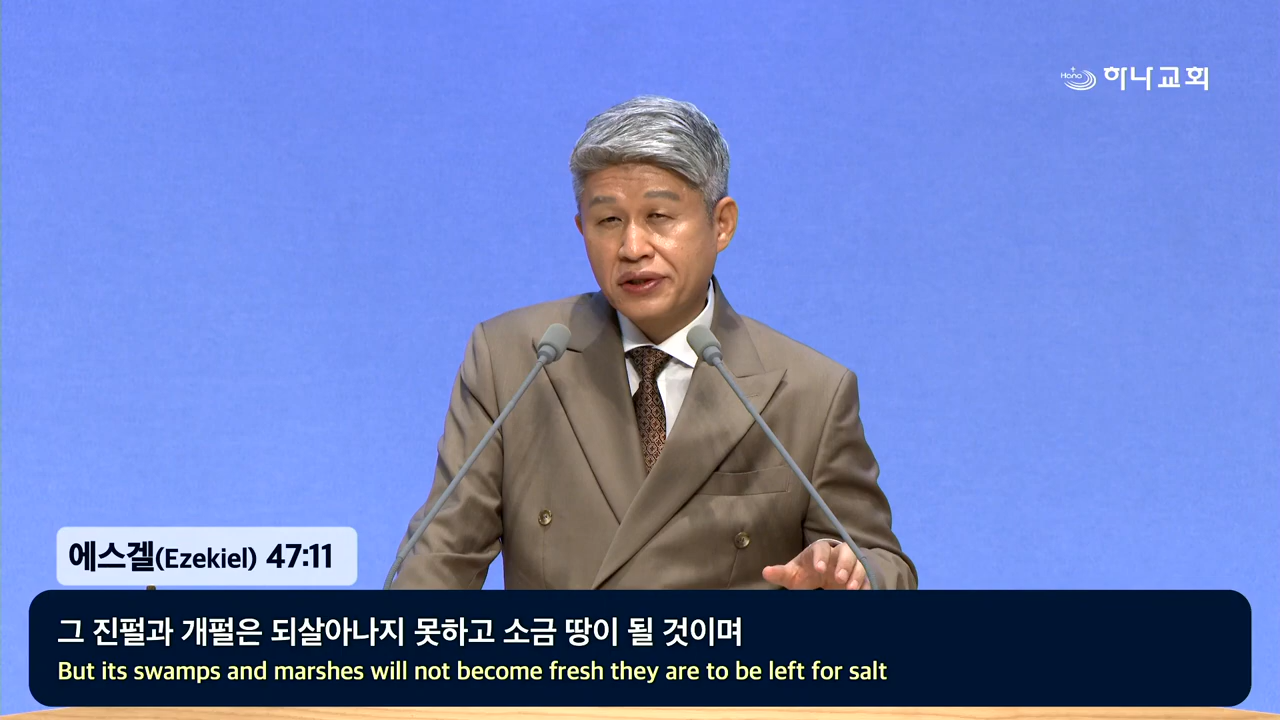 Hana 하나교회
에스겔(Ezekiel) 47:11
그 진펄과 개펄은 되살아나지 못하고 소금 땅이 될 것이며
But its swamps and marshes will not become fresh they are to be left for salt